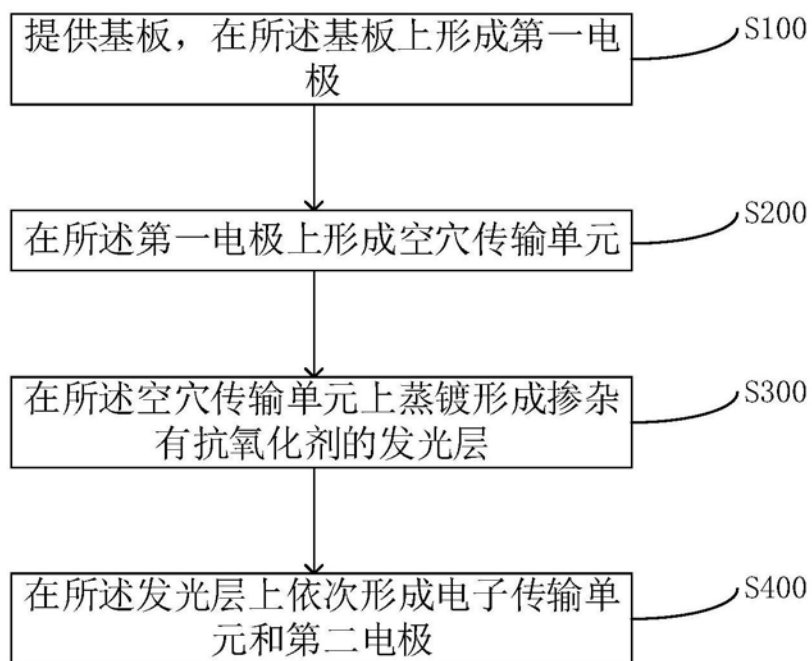 提供基板，在所述基板上形成第一电
极
S100
在所述第一电极上形成空穴传输单元
S200
在所述空穴传输单元上蒸镀形成掺杂
有抗氧化剂的发光层
S300
在所述发光层上依次形成电子传输单
元和第二电极
S400